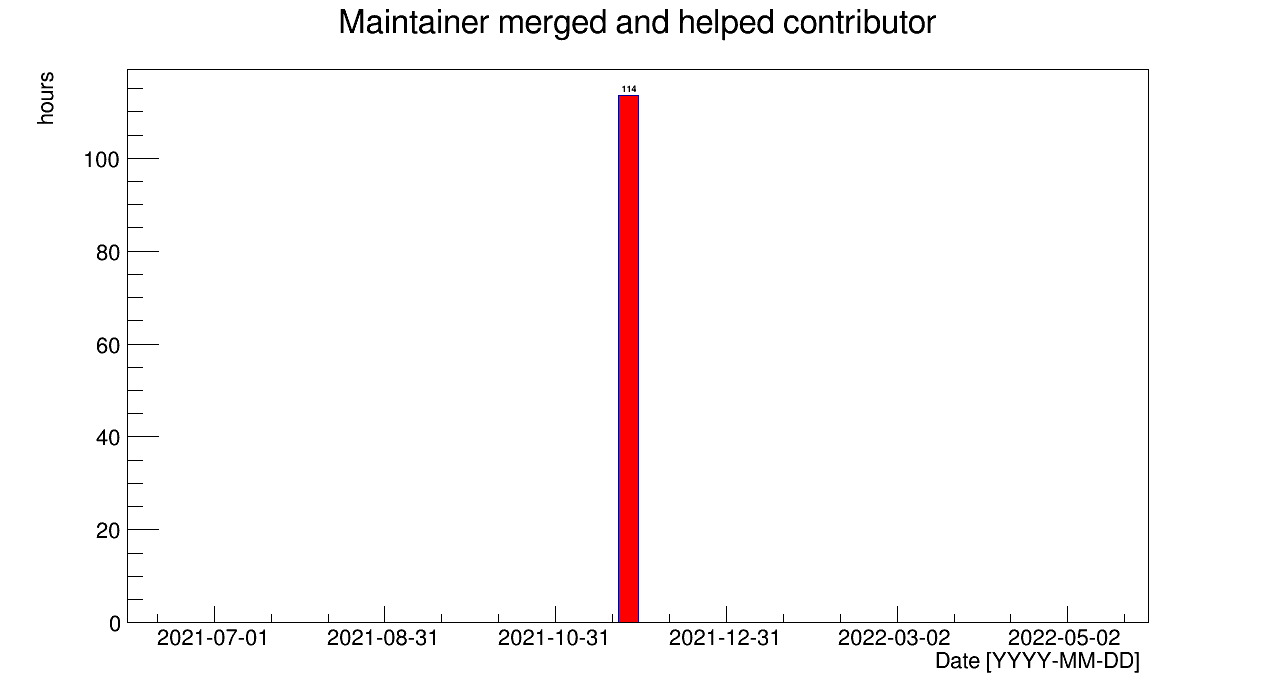 Maintainer merged and helped contributor
hours
114
100
80
60
40
20
0
2021-07-01 2021-08-31 2021-10-31 2021-12-31 2022-03-02 2022-05-02
Date [YYYY-MM-DD]